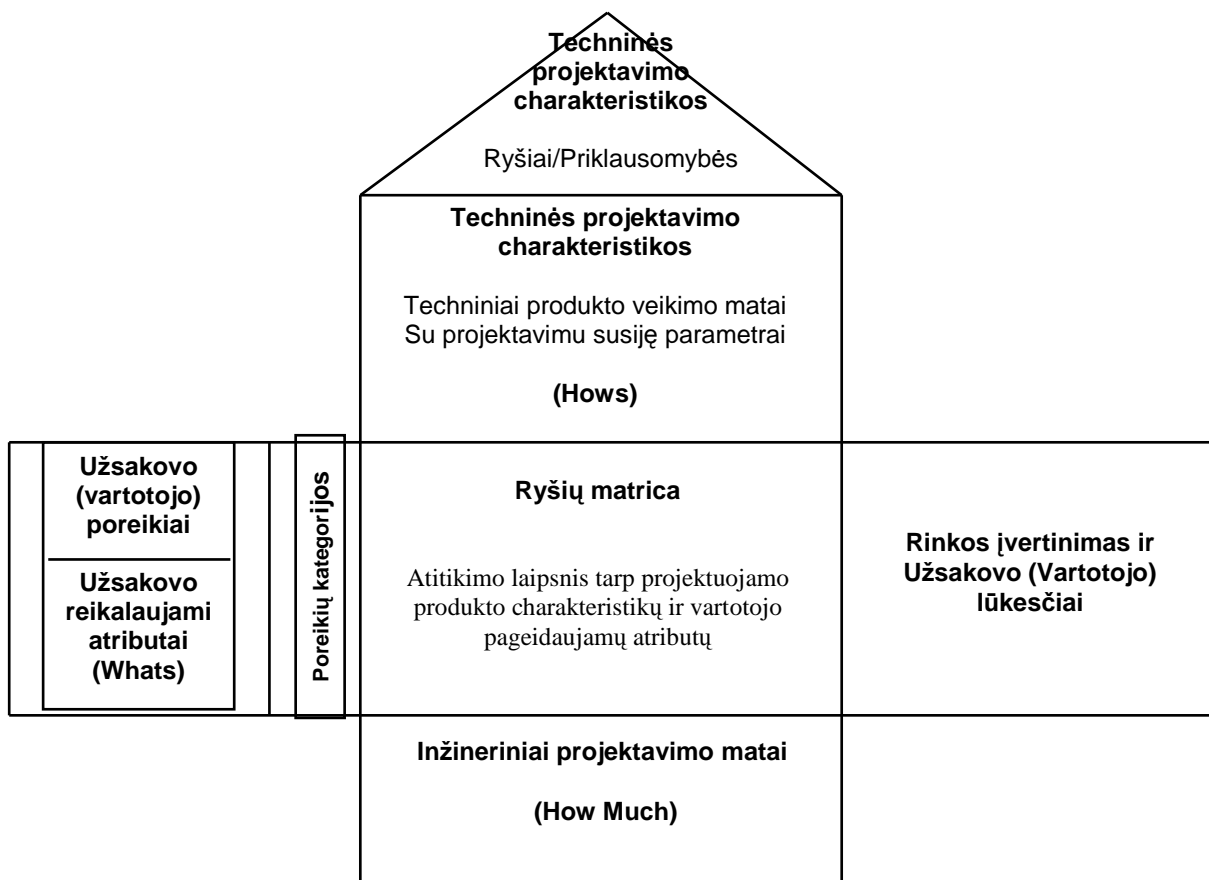 Techninės
projektavimo
charakteristikos
Ryšiai/Priklausomybės
Techninės projektavimo
charakteristikos
Techniniai produkto veikimo matai
Su projektavimu susiję parametrai
(Hows)
Užsakovo
(vartotojo)
poreikiai
Užsakovo
reikalaujami
atributai
(Whats)
Poreikių kategorijos
Ryšių matrica
Atitikimo laipsnis tarp projektuojamo
produkto charakteristikų ir vartotojo
pageidaujamų atributų
Rinkos įvertinimas ir
Užsakovo (Vartotojo)
lūkesčiai
Inžineriniai projektavimo matai
(How Much)